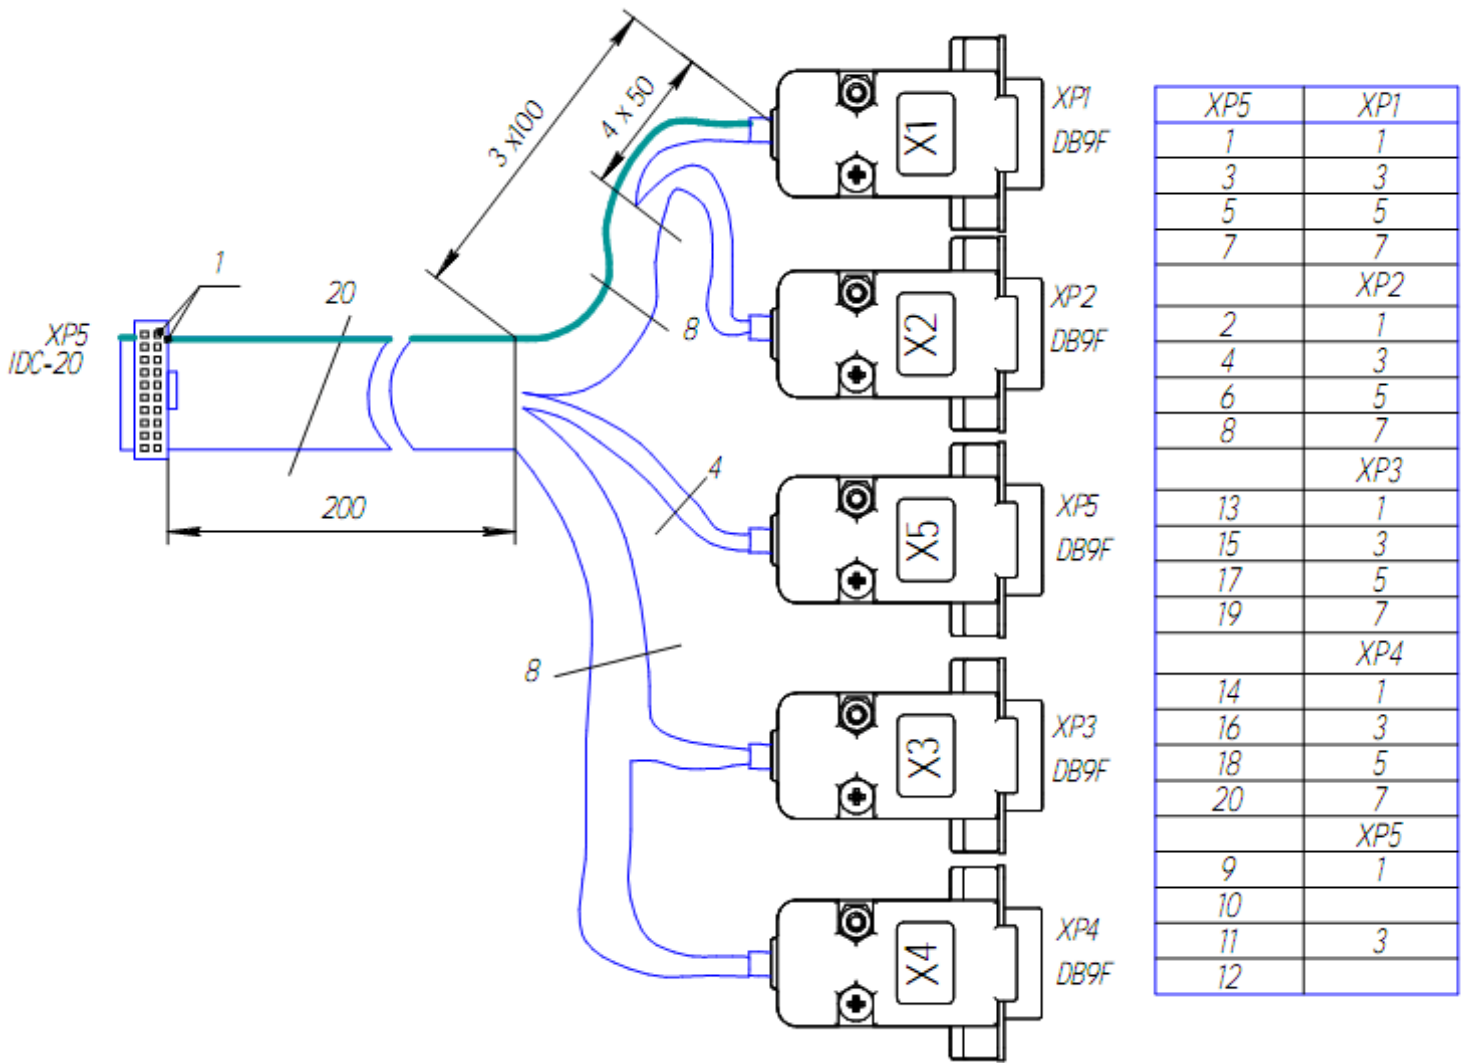 3 x100
4 x 50
1
20
XP5
IDC-20
200
8
4
8
X1
XP1
DB9F
X2
XP2
DB9F
X5
XP5
DB9F
X3
XP3
DB9F
X4
XP4
DB9F
XP5 XP1
1 1
3 3
5 5
7 7
XP2
2 1
4 3
6 5
8 7
XP3
13 1
15 3
17 5
19 7
XP4
14 1
16 3
18 5
20 7
XP5
9 1
10
11 3
12